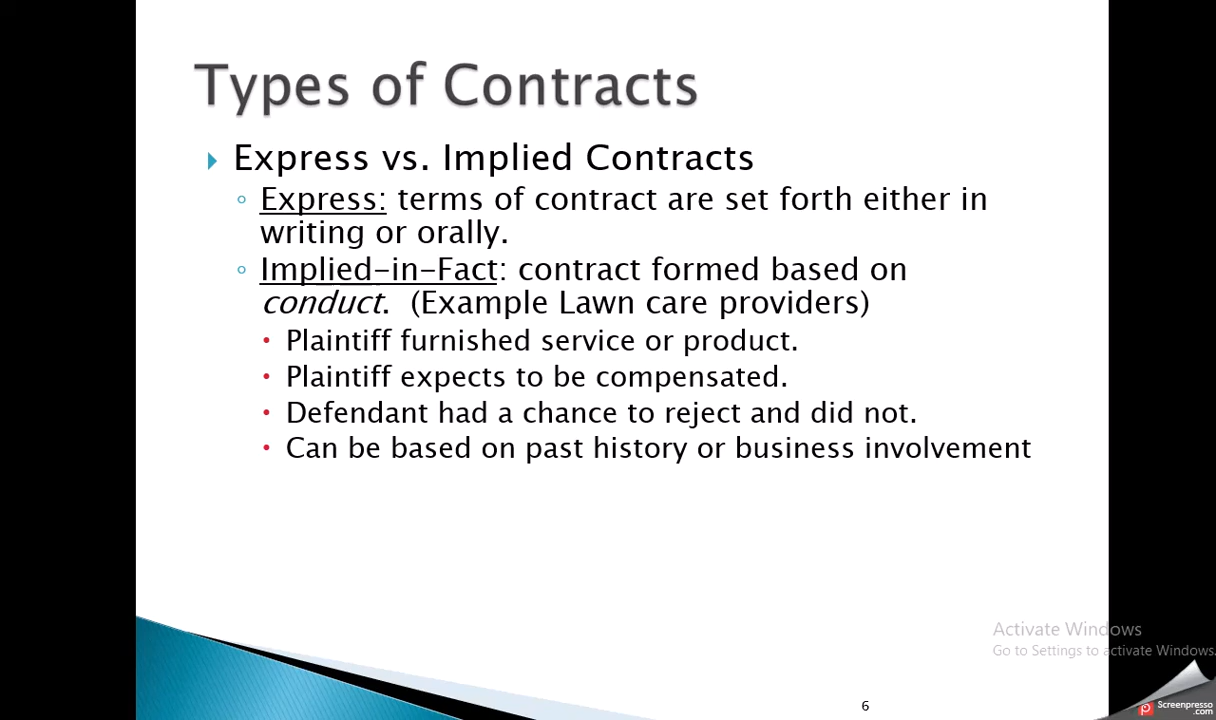 Types of Contracts
Express vs. Implied Contracts
Express: terms of contract are set forth either in
writing or orally.
Implied-in-Fact: contract formed based on
conduct. (Example Lawn care providers)
Plaintiff furnished service or product.
Plaintiff expects to be compensated.
Defendant had a chance to reject and did not.
Can be based on past history or business involvement
Activate Windows
Go to Settings to activate Windows.
6
Screenpresso
.com